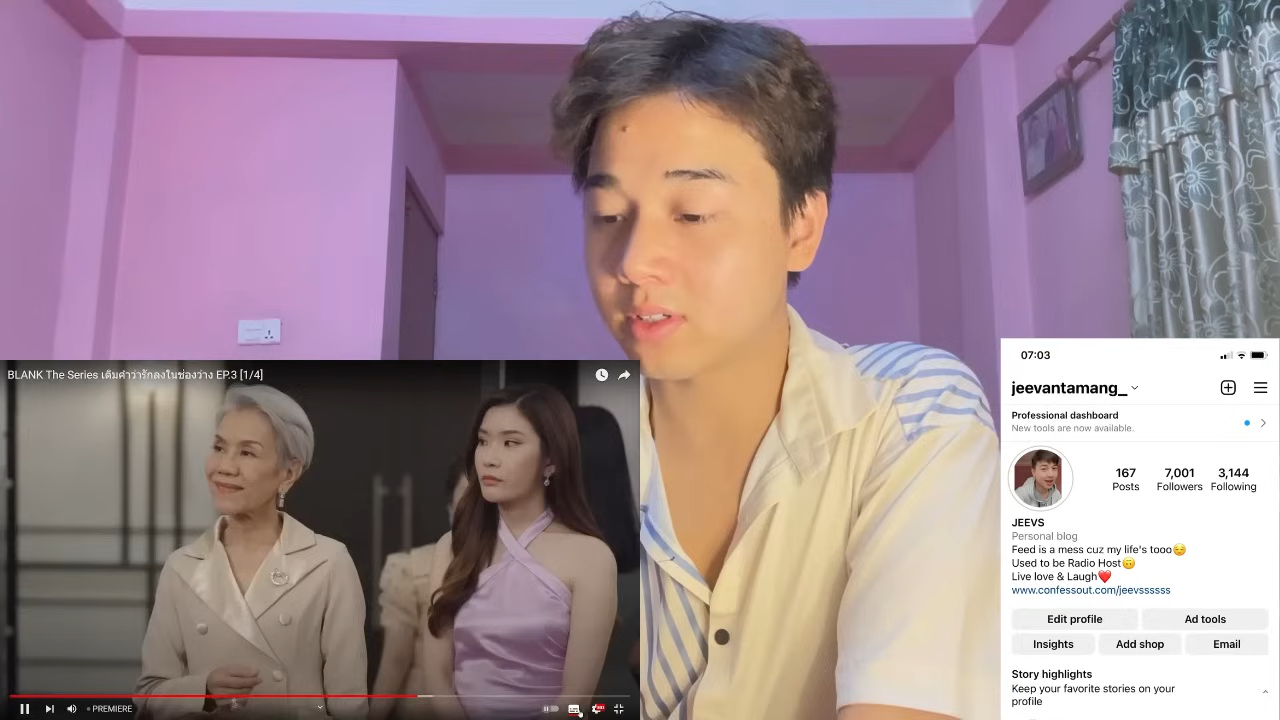 BLANK The Series เติมคำว่ารักลงในช่องว่าง EP.3 [1/4]
PREMIERE
07:03
jeevantamang_
Professional dashboard
New tools are now available.
167 7,001 3,144
Posts Followers Following
JEEVS
Personal blog
Feed is a mess cuz my life's tooo😔
Used to be Radio Host🙃
Live love & Laugh❤️
www.confessout.com/jeevssssss
Edit profile Ad tools
Insights Add shop Email
Story highlights
Keep your favorite stories on your
profile